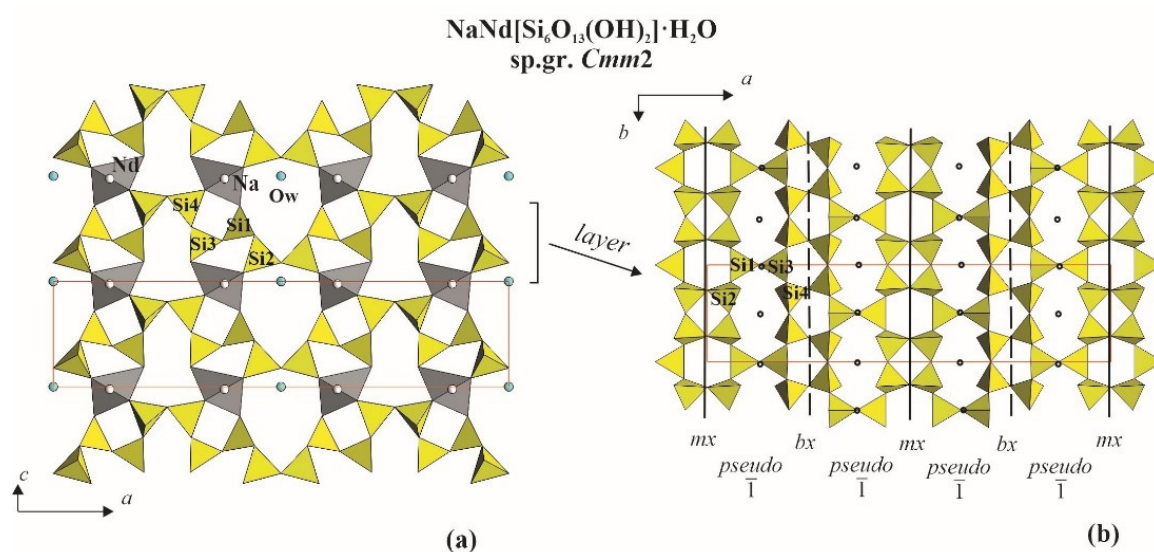 NaNd[Si₆O₁₃(OH)₂]·H₂O
sp.gr. Cmm2
Nd
Na
Ow
Si4
Si1
Si3
Si2
c
a
(a)
layer
a
b
Si1
Si3
Si2
Si4
mx
bx
mx
bx
mx
pseudo
1̅
pseudo
1̅
pseudo
1̅
pseudo
1̅
(b)